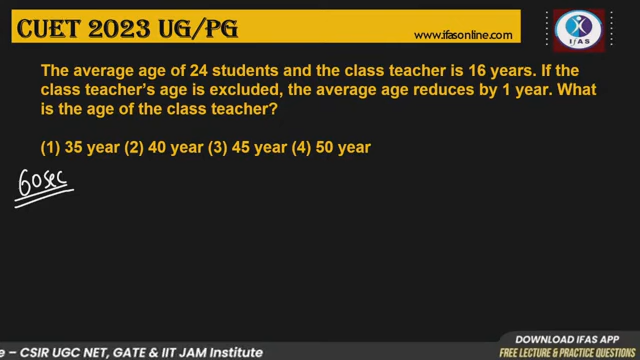 CUET 2023 UG/PG
www.ifasonline.com
IFAS
The average age of 24 students and the class teacher is 16 years. If the
class teacher's age is excluded, the average age reduces by 1 year. What
is the age of the class teacher?
(1) 35 year (2) 40 year (3) 45 year (4) 50 year
60 sec
e – CSIR UGC NET, GATE & IIT JAM Institute
DOWNLOAD IFAS APP
FREE LECTURE & PRACTICE QUESTIONS